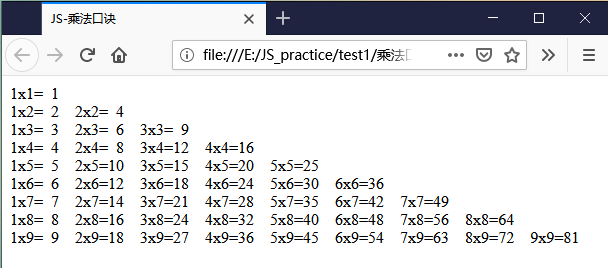 JS-乘法口诀
file:///E:/JS_practice/test1/乘法
1x1= 1
1x2= 2 2x2= 4
1x3= 3 2x3= 6 3x3= 9
1x4= 4 2x4= 8 3x4=12 4x4=16
1x5= 5 2x5=10 3x5=15 4x5=20 5x5=25
1x6= 6 2x6=12 3x6=18 4x6=24 5x6=30 6x6=36
1x7= 7 2x7=14 3x7=21 4x7=28 5x7=35 6x7=42 7x7=49
1x8= 8 2x8=16 3x8=24 4x8=32 5x8=40 6x8=48 7x8=56 8x8=64
1x9= 9 2x9=18 3x9=27 4x9=36 5x9=45 6x9=54 7x9=63 8x9=72 9x9=81